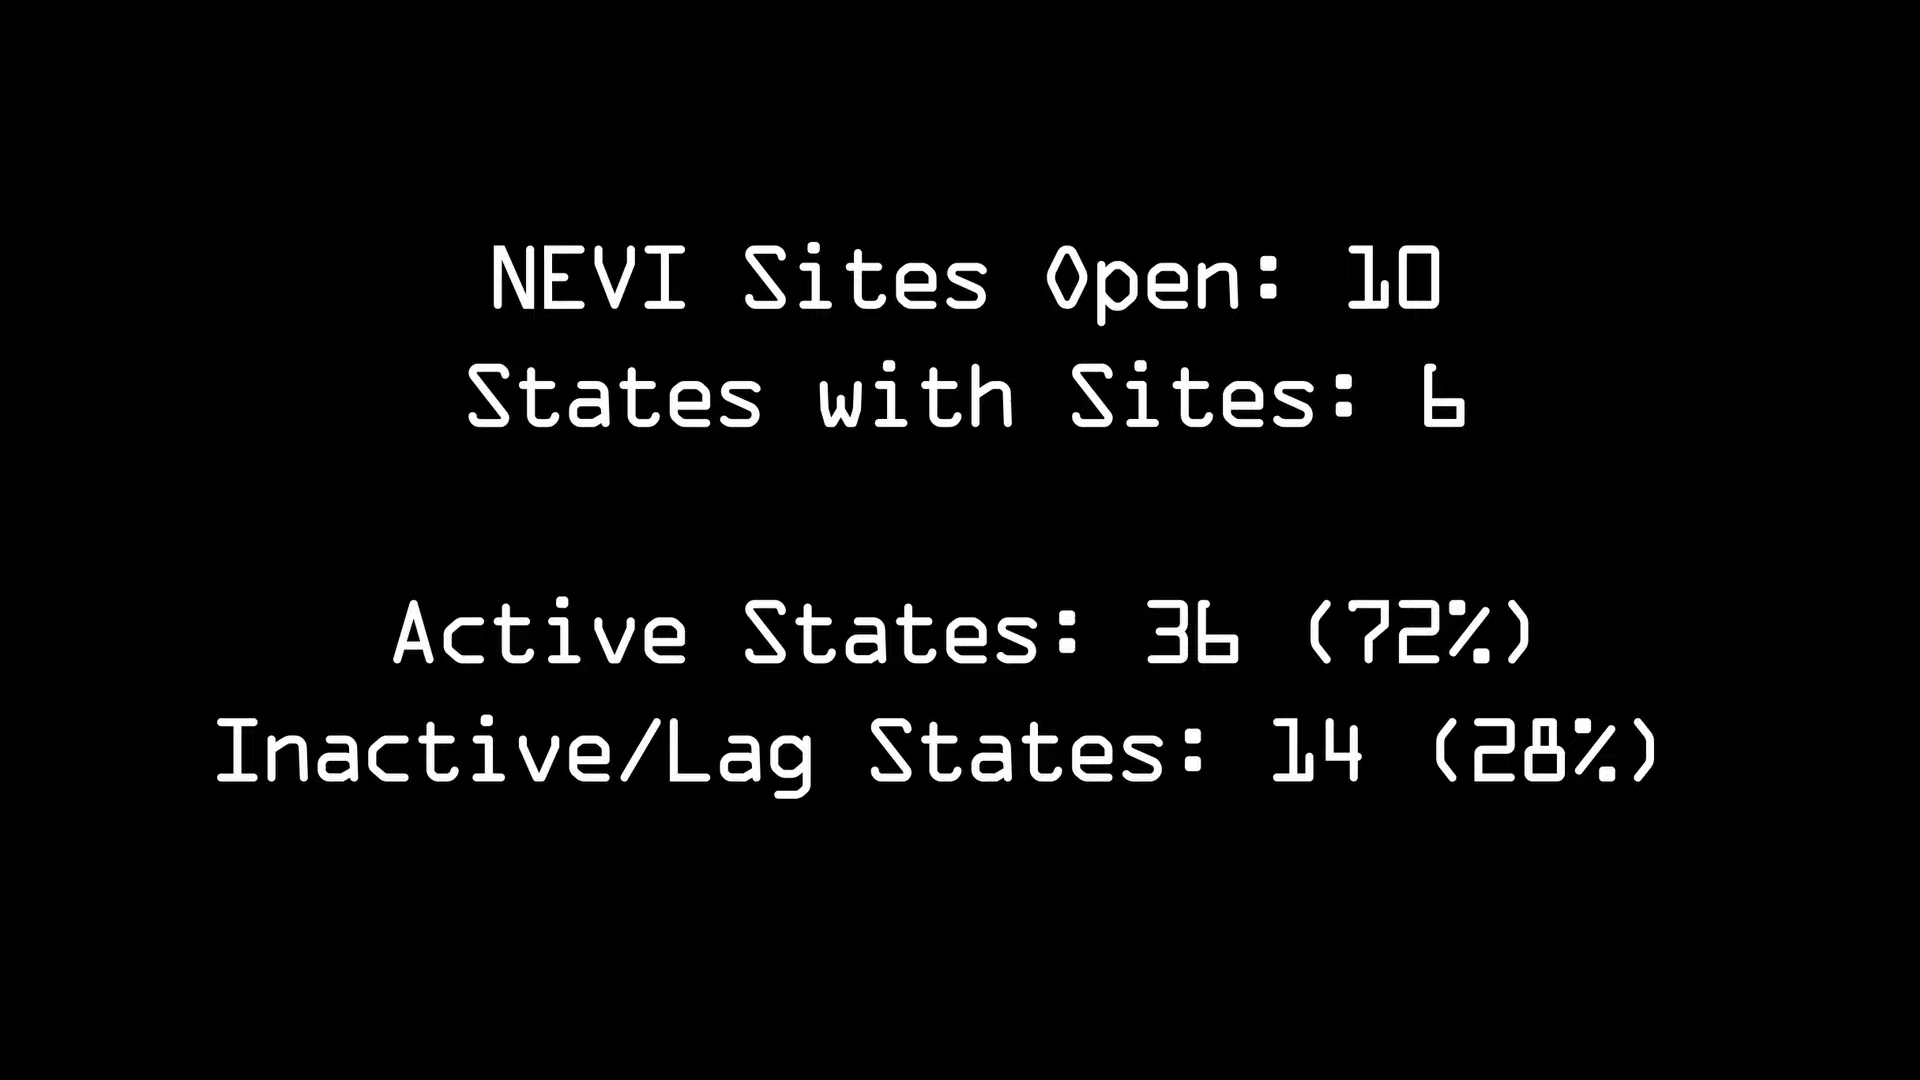 NEVI Sites Open: 10
States with Sites: 6
Active States: 36 (72%)
Inactive/Lag States: 14 (28%)